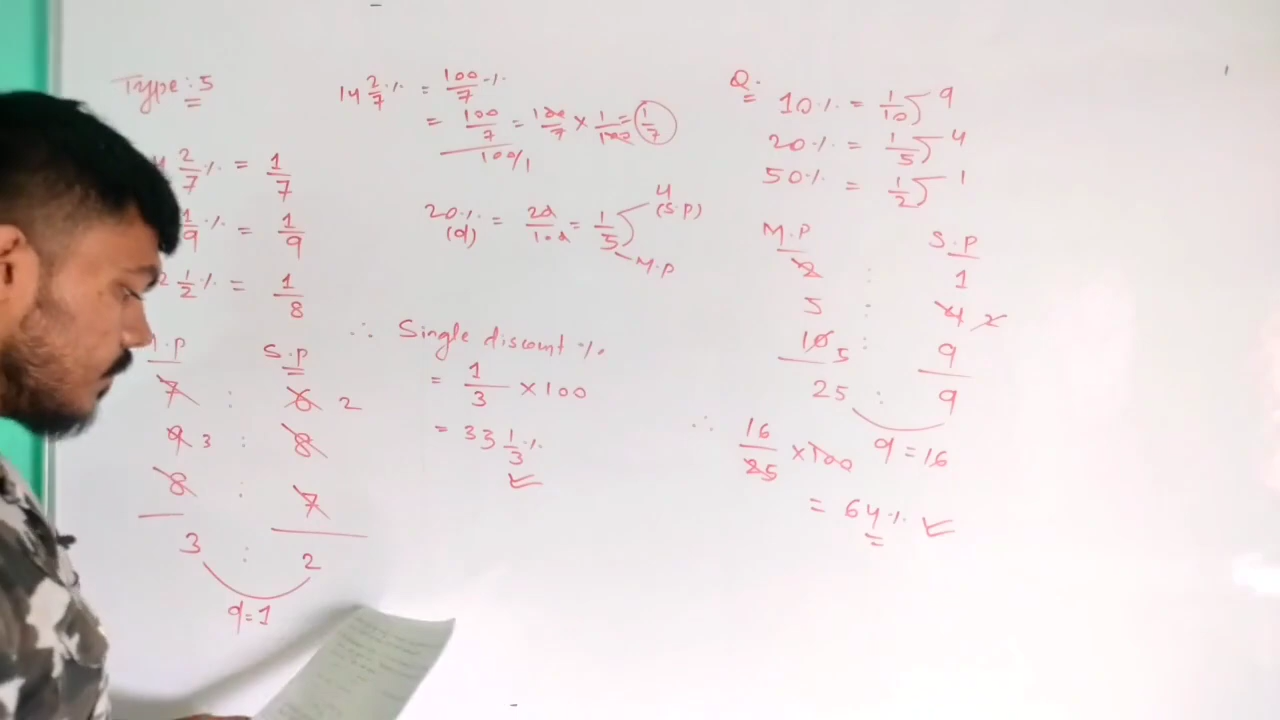 Type: 5
2/7 % = 1/7
1/9 % = 1/9
2 1/2 % = 1/8
M.P S.P
7 : 6 2
9 3 : 8
8 : 7
3 : 2
d=1
14 2/7 % = 100/7 %
= 100/7 / 100/1 = 100/7 × 1/100 = 1/7
20% (d) = 20/100 = 1/5 4 (S.P)
M.P
∴ Single discount %
= 1/3 × 100
= 33 1/3 %
Q.
10% = 1/10 9
20% = 1/5 4
50% = 1/2 1
M.P S.P
2 : 1
5 : 4 2
10 5 : 9
25 : 9
d = 16
∴ 16/25 × 100
= 64%